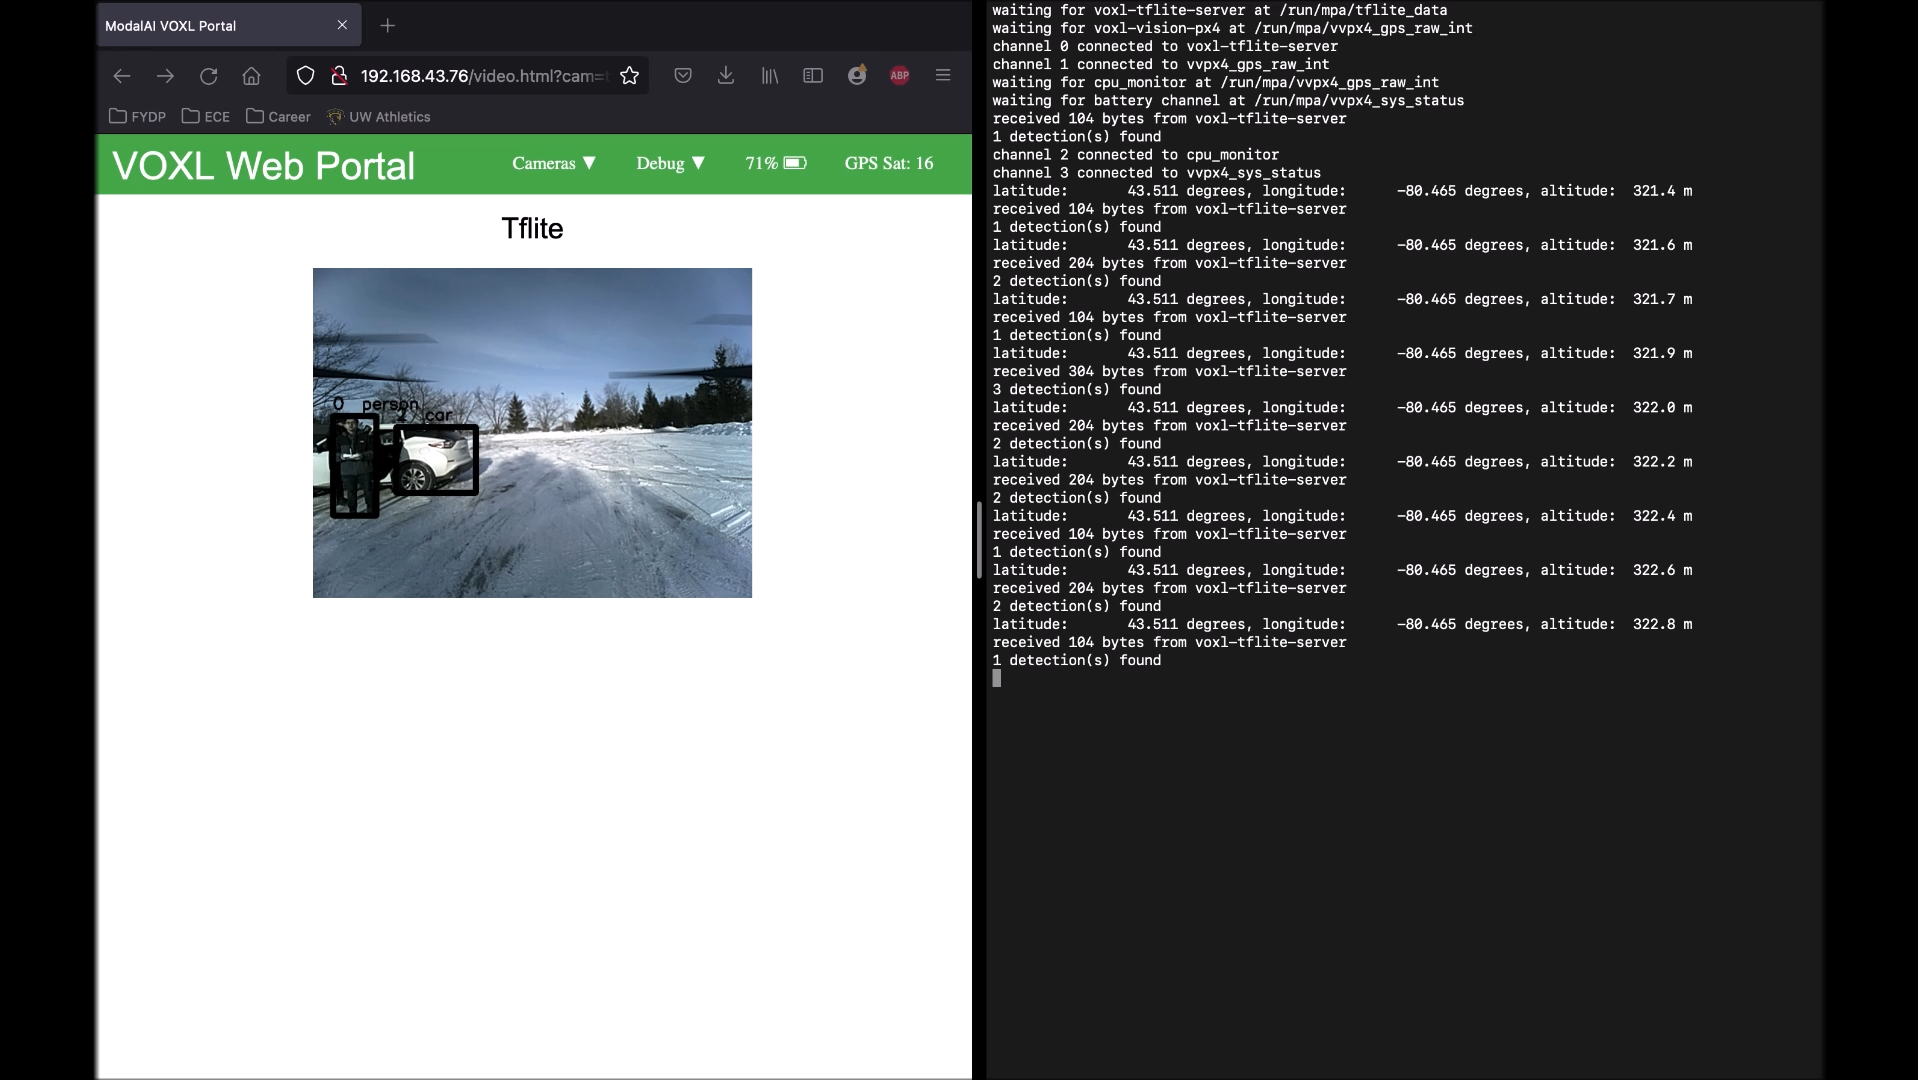 ModalAI VOXL Portal
192.168.43.76/video.html?cam=t
ABP
FYDP ECE Career UW Athletics
VOXL Web Portal
Cameras ▼ Debug ▼ 71% GPS Sat: 16
Tflite
0 person
2 car
waiting for voxl-tflite-server at /run/mpa/tflite_data
waiting for voxl-vision-px4 at /run/mpa/vvpx4_gps_raw_int
channel 0 connected to voxl-tflite-server
channel 1 connected to vvpx4_gps_raw_int
waiting for cpu_monitor at /run/mpa/vvpx4_gps_raw_int
waiting for battery channel at /run/mpa/vvpx4_sys_status
received 104 bytes from voxl-tflite-server
1 detection(s) found
channel 2 connected to cpu_monitor
channel 3 connected to vvpx4_sys_status
latitude: 43.511 degrees, longitude: -80.465 degrees, altitude: 321.4 m
received 104 bytes from voxl-tflite-server
1 detection(s) found
latitude: 43.511 degrees, longitude: -80.465 degrees, altitude: 321.6 m
received 204 bytes from voxl-tflite-server
2 detection(s) found
latitude: 43.511 degrees, longitude: -80.465 degrees, altitude: 321.7 m
received 104 bytes from voxl-tflite-server
1 detection(s) found
latitude: 43.511 degrees, longitude: -80.465 degrees, altitude: 321.9 m
received 304 bytes from voxl-tflite-server
3 detection(s) found
latitude: 43.511 degrees, longitude: -80.465 degrees, altitude: 322.0 m
received 204 bytes from voxl-tflite-server
2 detection(s) found
latitude: 43.511 degrees, longitude: -80.465 degrees, altitude: 322.2 m
received 204 bytes from voxl-tflite-server
2 detection(s) found
latitude: 43.511 degrees, longitude: -80.465 degrees, altitude: 322.4 m
received 104 bytes from voxl-tflite-server
1 detection(s) found
latitude: 43.511 degrees, longitude: -80.465 degrees, altitude: 322.6 m
received 204 bytes from voxl-tflite-server
2 detection(s) found
latitude: 43.511 degrees, longitude: -80.465 degrees, altitude: 322.8 m
received 104 bytes from voxl-tflite-server
1 detection(s) found